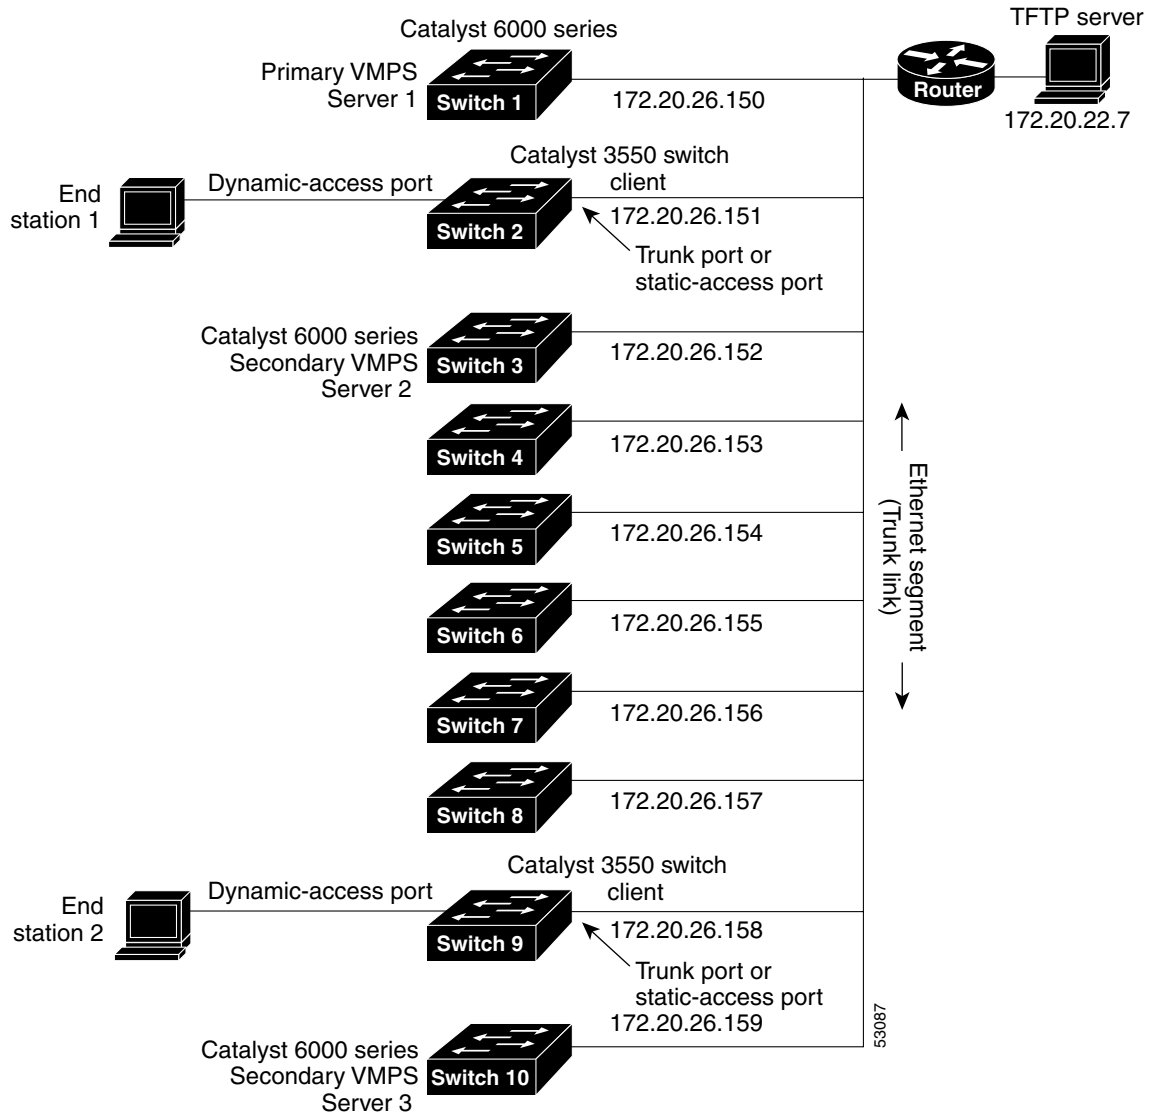 Catalyst 6000 series
TFTP server
Primary VMPS
Server 1
Switch 1
172.20.26.150
Router
172.20.22.7
Catalyst 3550 switch
client
End
station 1
Dynamic-access port
Switch 2
172.20.26.151
Trunk port or
static-access port
Catalyst 6000 series
Secondary VMPS
Server 2
Switch 3
172.20.26.152
Switch 4
172.20.26.153
Ethernet segment
(Trunk link)
Switch 5
172.20.26.154
Switch 6
172.20.26.155
Switch 7
172.20.26.156
Switch 8
172.20.26.157
Catalyst 3550 switch
client
End
station 2
Dynamic-access port
Switch 9
172.20.26.158
Trunk port or
static-access port
172.20.26.159
Catalyst 6000 series
Secondary VMPS
Server 3
Switch 10
53087